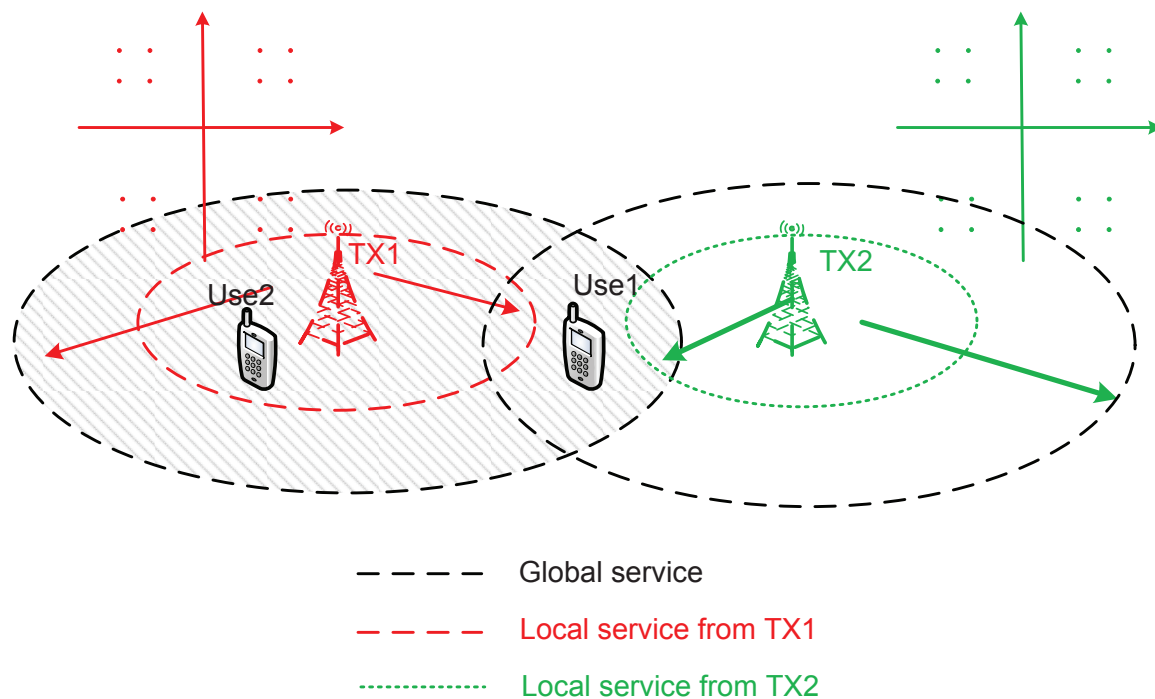 TX1
TX2
Use2
Use1
Global service
Local service from TX1
Local service from TX2